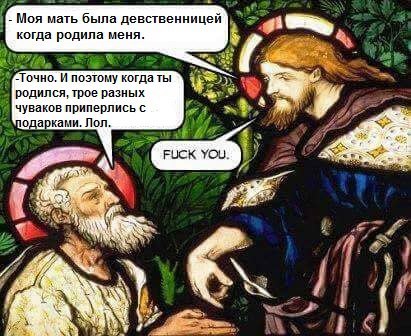 - Моя мать была девственницей
когда родила меня.
-Точно. И поэтому когда ты
родился, трое разных
чуваков приперлись с
подарками. Лол.
FUCK YOU.